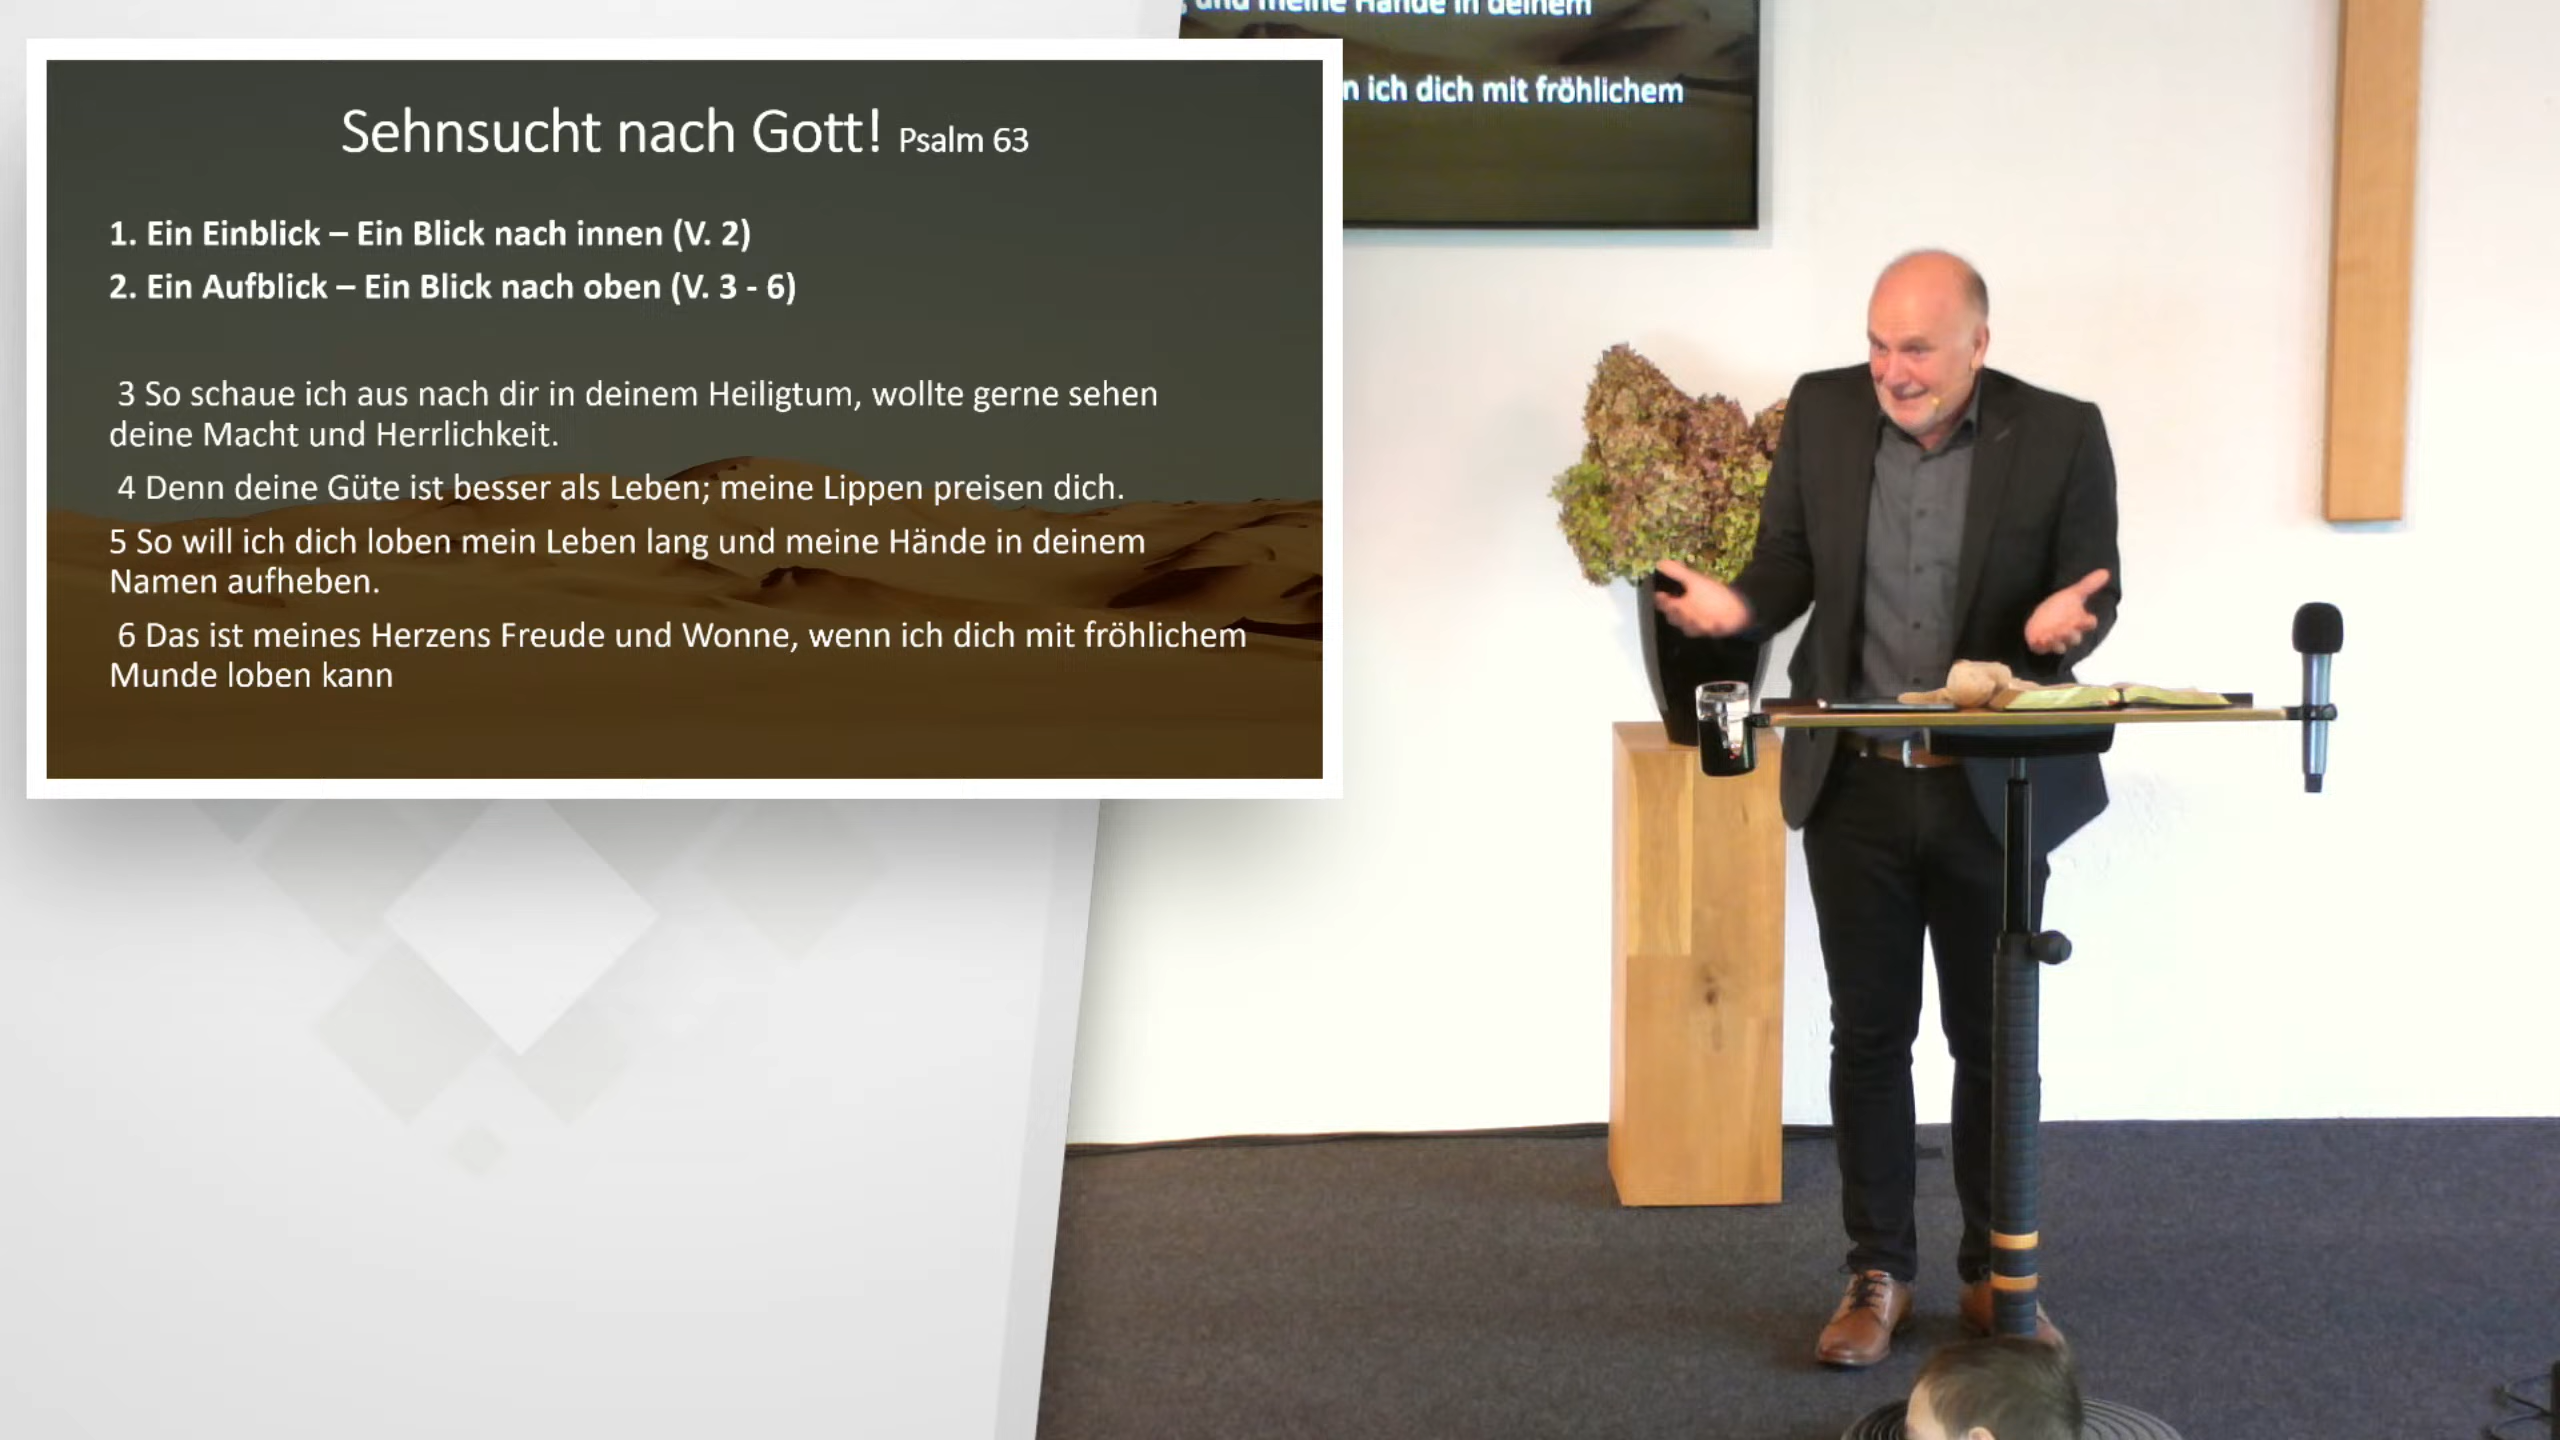 Sehnsucht nach Gott! Psalm 63
1. Ein Einblick – Ein Blick nach innen (V. 2)
2. Ein Aufblick – Ein Blick nach oben (V. 3 - 6)
3 So schaue ich aus nach dir in deinem Heiligtum, wollte gerne sehen
deine Macht und Herrlichkeit.
4 Denn deine Güte ist besser als Leben; meine Lippen preisen dich.
5 So will ich dich loben mein Leben lang und meine Hände in deinem
Namen aufheben.
6 Das ist meines Herzens Freude und Wonne, wenn ich dich mit fröhlichem
Munde loben kann
und meine Hände in deinem
n ich dich mit fröhlichem